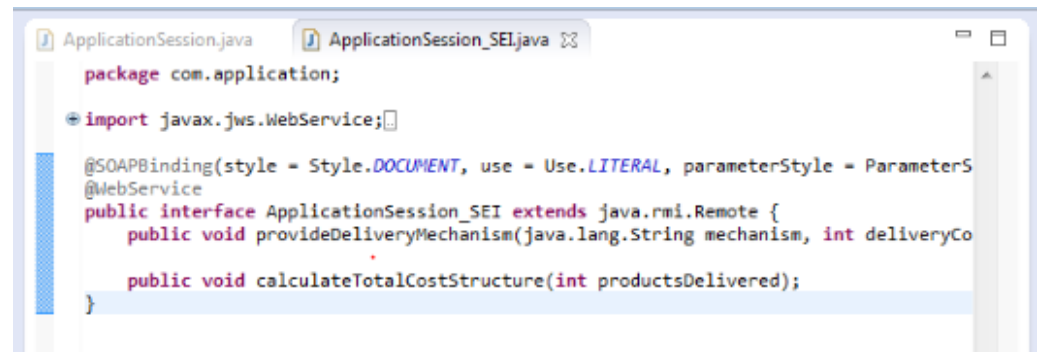 ApplicationSession.java ApplicationSession_SEI.java
package com.application;
import javax.jws.WebService;
@SOAPBinding(style = Style.DOCUMENT, use = Use.LITERAL, parameterStyle = ParameterS
@WebService
public interface ApplicationSession_SEI extends java.rmi.Remote {
public void provideDeliveryMechanism(java.lang.String mechanism, int deliveryCo
public void calculateTotalCostStructure(int productsDelivered);
}